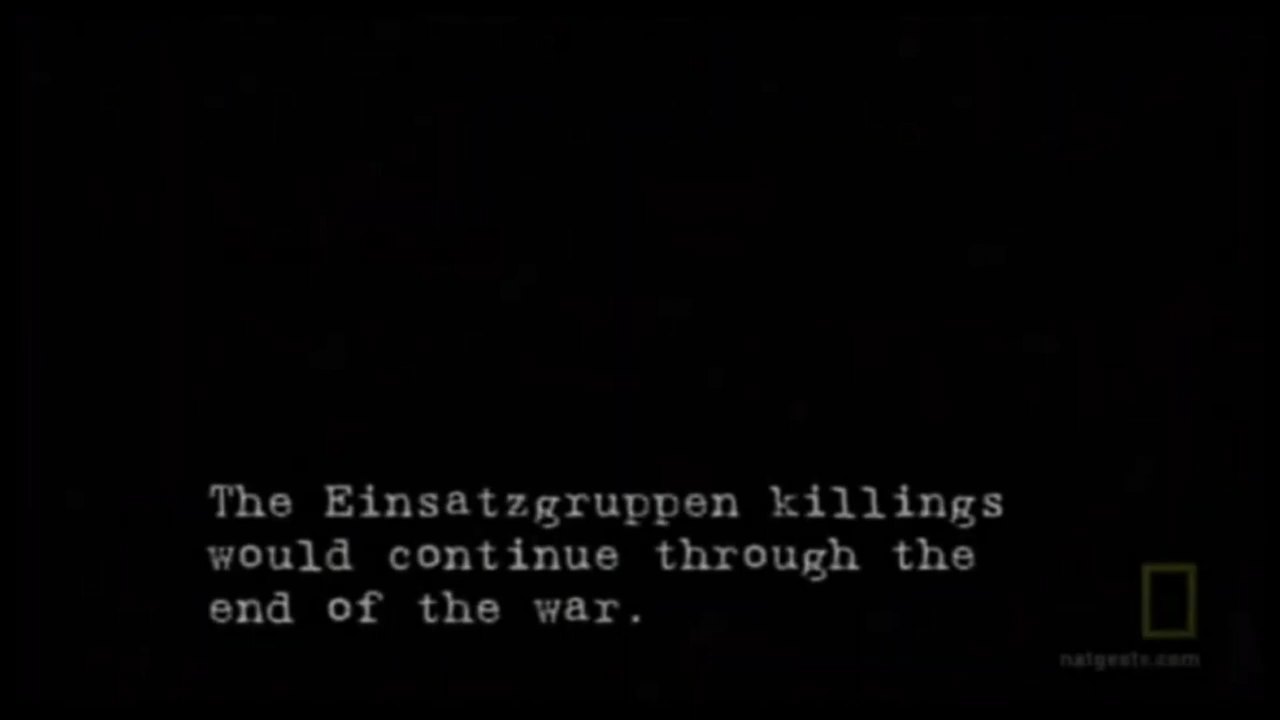 The Einsatzgruppen killings
would continue through the
end of the war.